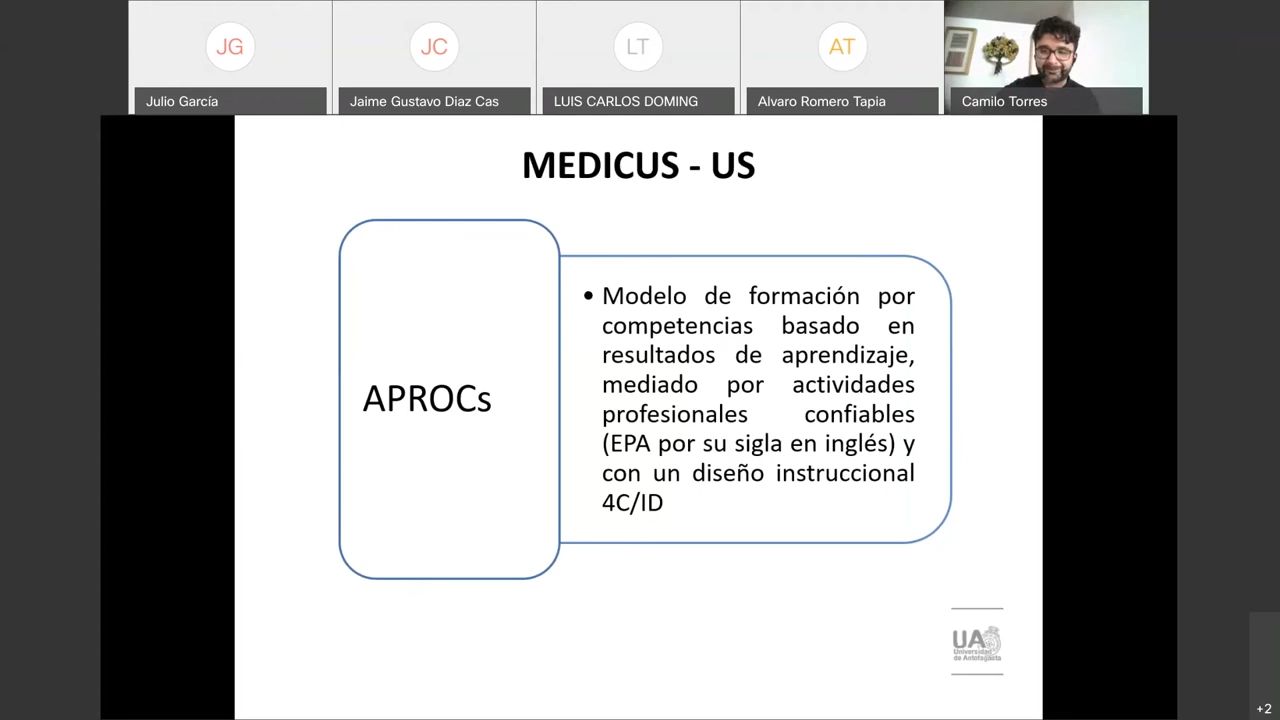 JG
JC
LT
AT
Julio García
Jaime Gustavo Diaz Cas
LUIS CARLOS DOMING
Alvaro Romero Tapia
Camilo Torres
MEDICUS - US
APROCs
• Modelo de formación por
competencias basado en
resultados de aprendizaje,
mediado por actividades
profesionales confiables
(EPA por su sigla en inglés) y
con un diseño instruccional
4C/ID
UA
Universidad
de Antofagasta
+2